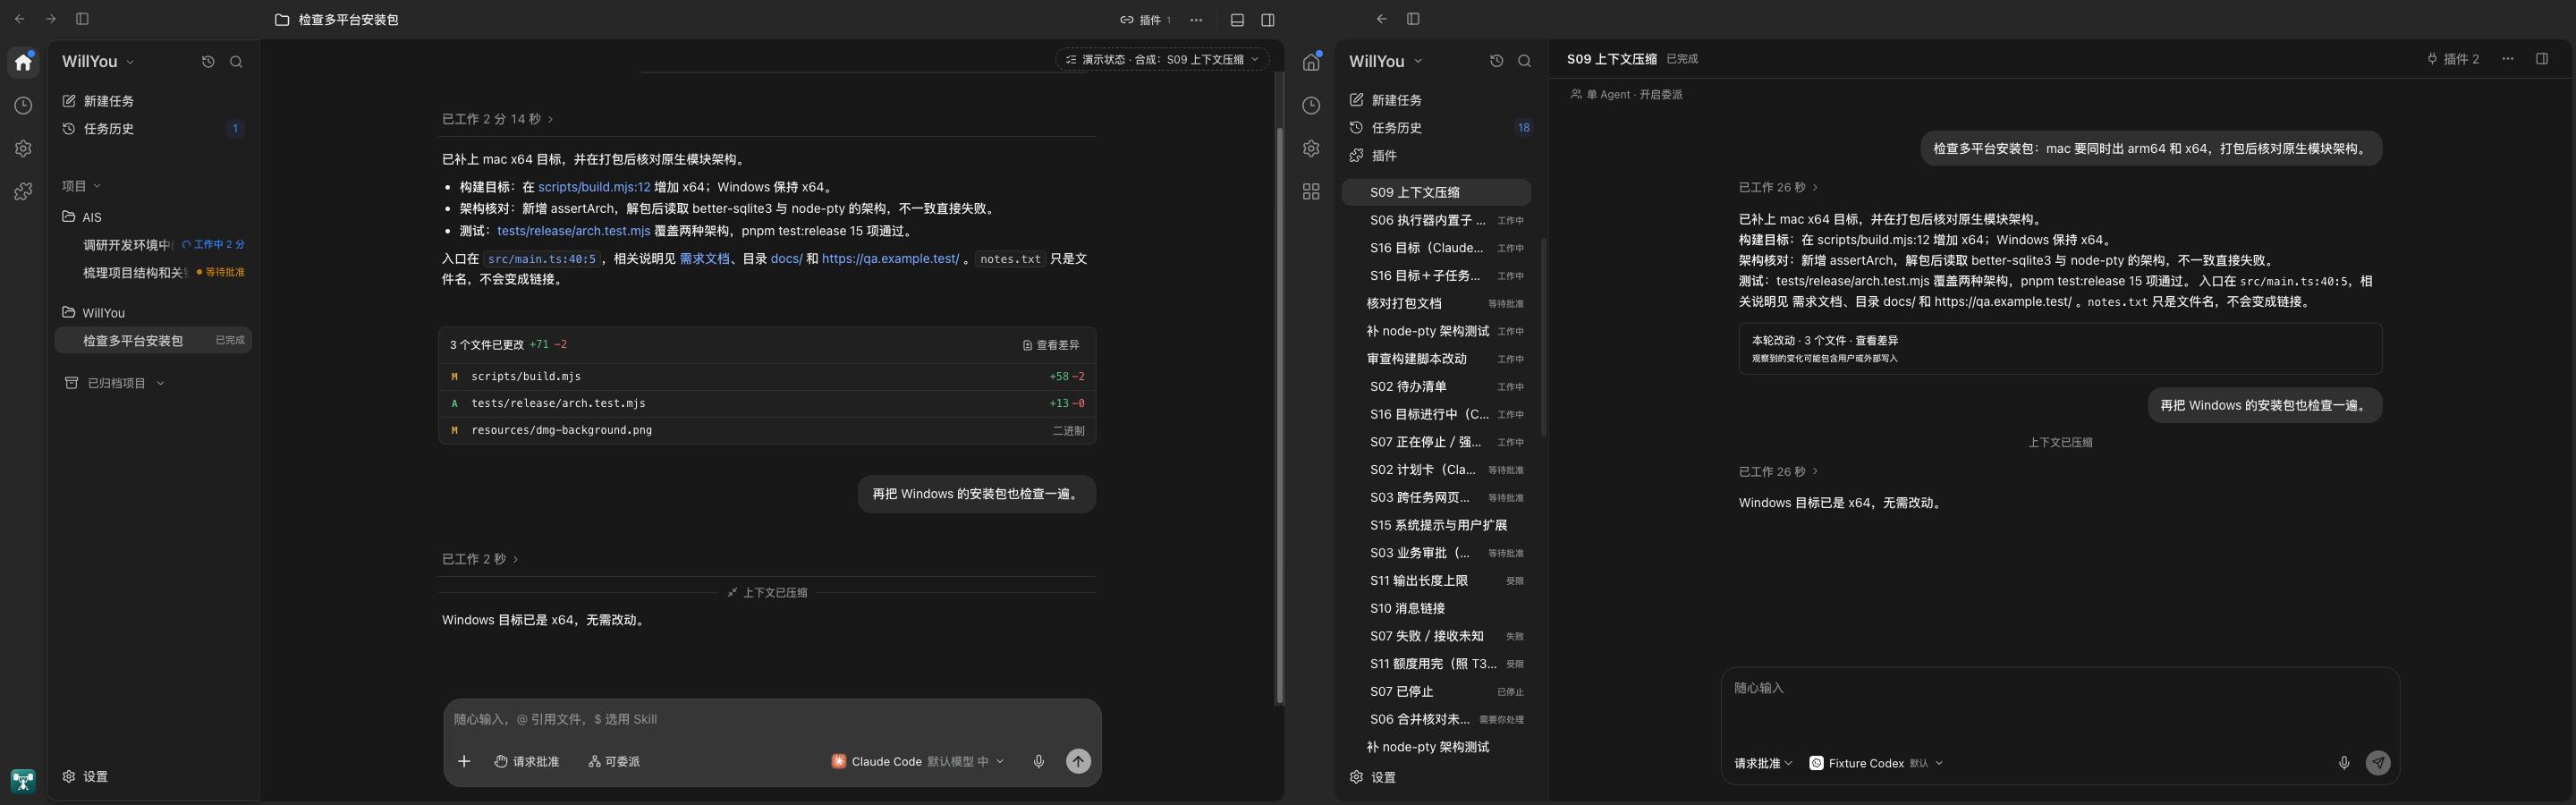 检查多平台安装包
插件 1
WillYou
新建任务
任务历史 1
项目
AIS
调研开发环境中 工作中 2 分
梳理项目结构和关 等待批准
WillYou
检查多平台安装包 已完成
已归档项目
设置
演示状态 · 合成：S09 上下文压缩
已工作 2 分 14 秒
已补上 mac x64 目标，并在打包后核对原生模块架构。
• 构建目标：在 scripts/build.mjs:12 增加 x64；Windows 保持 x64。
• 架构核对：新增 assertArch，解包后读取 better-sqlite3 与 node-pty 的架构，不一致直接失败。
• 测试：tests/release/arch.test.mjs 覆盖两种架构，pnpm test:release 15 项通过。
入口在 src/main.ts:40:5，相关说明见 需求文档、目录 docs/ 和 https://qa.example.test/ 。notes.txt 只是文
件名，不会变成链接。
3 个文件已更改 +71 −2 查看差异
M scripts/build.mjs +58 −2
A tests/release/arch.test.mjs +13 −0
M resources/dmg-background.png 二进制
再把 Windows 的安装包也检查一遍。
已工作 2 秒
上下文已压缩
Windows 目标已是 x64，无需改动。
随心输入，@ 引用文件，$ 选用 Skill
请求批准 可委派 Claude Code 默认模型 中
WillYou
新建任务
任务历史 18
插件
S09 上下文压缩
S06 执行器内置子 ... 工作中
S16 目标（Claude... 工作中
S16 目标＋子任务... 工作中
核对打包文档 等待批准
补 node-pty 架构测试 工作中
审查构建脚本改动 工作中
S02 待办清单 工作中
S16 目标进行中（C... 工作中
S07 正在停止 / 强... 工作中
S02 计划卡（Cla... 等待批准
S03 跨任务网页... 等待批准
S15 系统提示与用户扩展
S03 业务审批（... 等待批准
S11 输出长度上限 受限
S10 消息链接
S07 失败 / 接收未知 失败
S11 额度用完（照 T3... 受限
S07 已停止 已停止
S06 合并核对未... 需要你处理
补 node-pty 架构测试
设置
S09 上下文压缩 已完成
插件 2
单 Agent · 开启委派
检查多平台安装包：mac 要同时出 arm64 和 x64，打包后核对原生模块架构。
已工作 26 秒
已补上 mac x64 目标，并在打包后核对原生模块架构。
构建目标：在 scripts/build.mjs:12 增加 x64；Windows 保持 x64。
架构核对：新增 assertArch，解包后读取 better-sqlite3 与 node-pty 的架构，不一致直接失败。
测试：tests/release/arch.test.mjs 覆盖两种架构，pnpm test:release 15 项通过。 入口在 src/main.ts:40:5，相
关说明见 需求文档、目录 docs/ 和 https://qa.example.test/ 。notes.txt 只是文件名，不会变成链接。
本轮改动 · 3 个文件 · 查看差异
观察到的变化可能包含用户或外部写入
再把 Windows 的安装包也检查一遍。
上下文已压缩
已工作 26 秒
Windows 目标已是 x64，无需改动。
随心输入
请求批准 Fixture Codex 默认